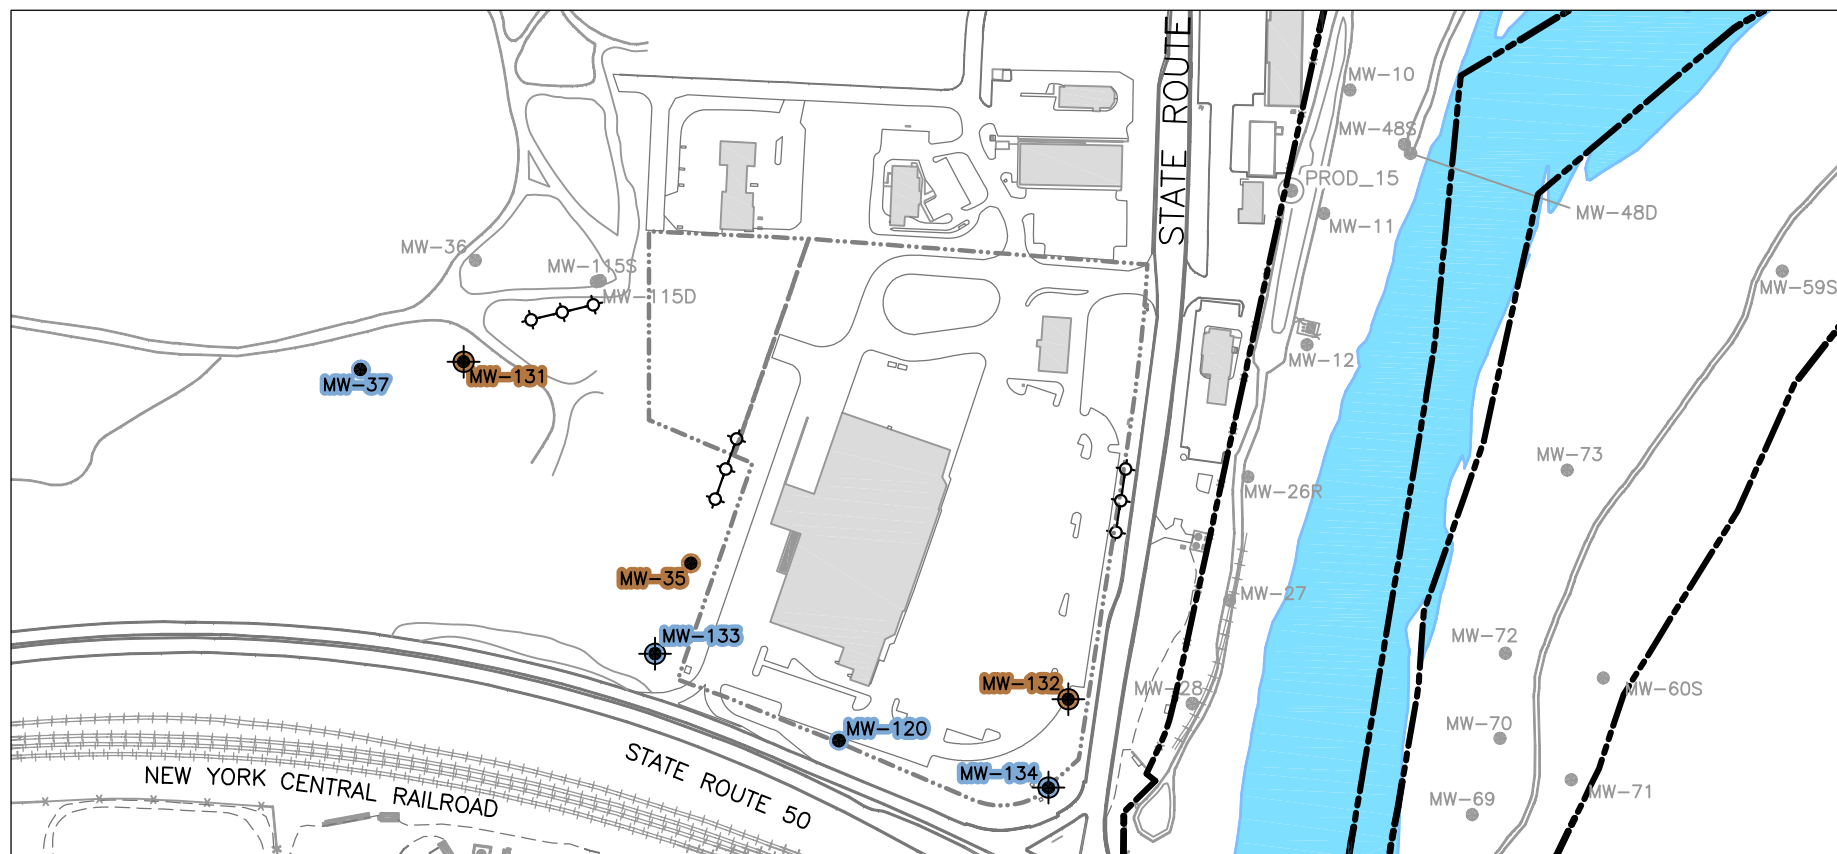 STATE ROUTE
MW-10
MW-48S
PROD_15
MW-48D
MW-11
MW-36
MW-115S
MW-115D
MW-59S
MW-12
MW-131
MW-37
MW-73
MW-26R
MW-35
MW-27
MW-133
MW-72
MW-132
MW-28
MW-60S
MW-120
MW-70
MW-134
STATE ROUTE 50
NEW YORK CENTRAL RAILROAD
MW-71
MW-69